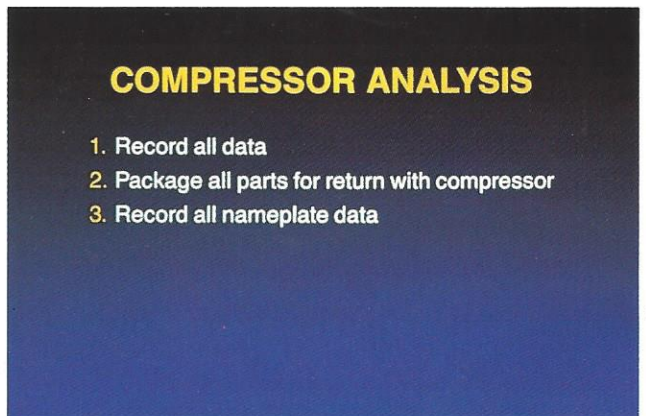 COMPRESSOR ANALYSIS
1. Record all data
2. Package all parts for return with compressor
3. Record all nameplate data